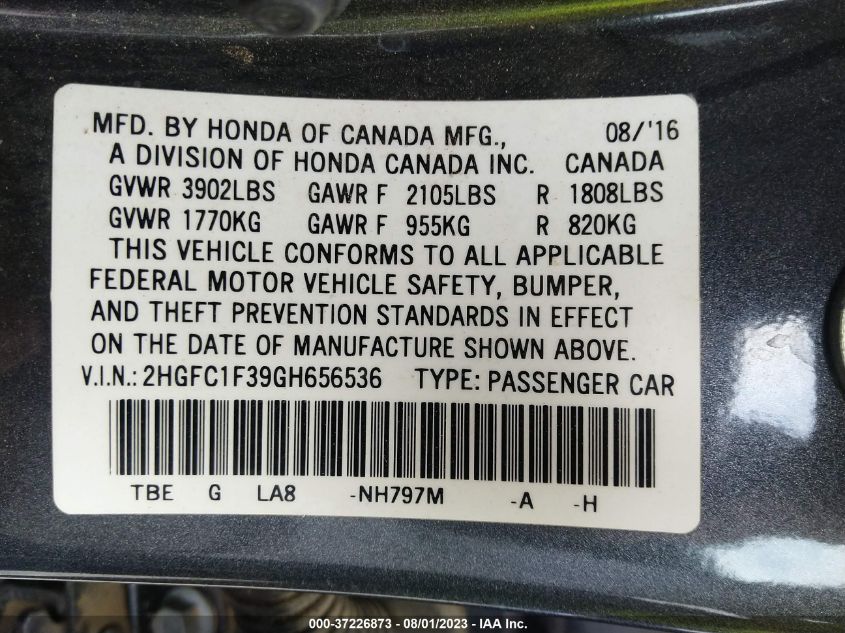 MFD. BY HONDA OF CANADA MFG., 08/'16
A DIVISION OF HONDA CANADA INC. CANADA
GVWR 3902LBS GAWR F 2105LBS R 1808LBS
GVWR 1770KG GAWR F 955KG R 820KG
THIS VEHICLE CONFORMS TO ALL APPLICABLE
FEDERAL MOTOR VEHICLE SAFETY, BUMPER,
AND THEFT PREVENTION STANDARDS IN EFFECT
ON THE DATE OF MANUFACTURE SHOWN ABOVE.
V.I.N.: 2HGFC1F39GH656536 TYPE: PASSENGER CAR
TBE G LA8 -NH797M -A -H
000-37226873 - 08/01/2023 - IAA Inc.